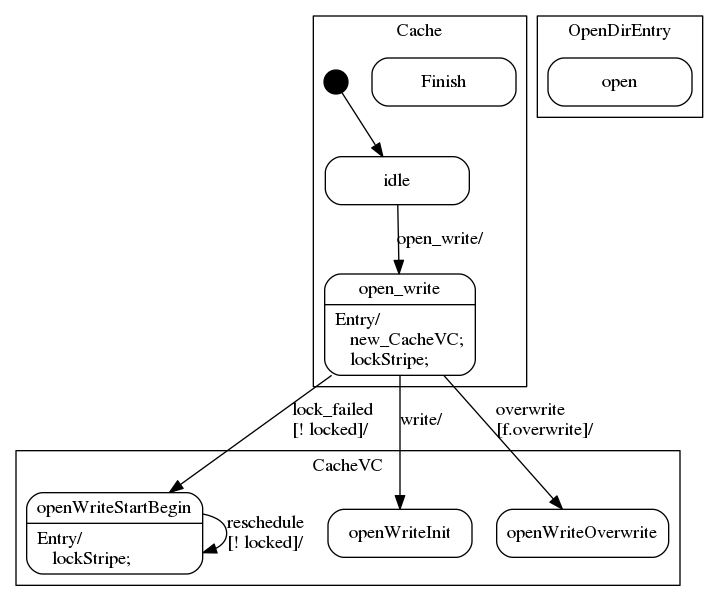 Cache
OpenDirEntry
Finish
open
idle
open_write/
open_write
Entry/
new_CacheVC;
lockStripe;
lock_failed
[! locked]/
write/
overwrite
[f.overwrite]/
CacheVC
openWriteStartBegin
Entry/
lockStripe;
reschedule
[! locked]/
openWriteInit
openWriteOverwrite